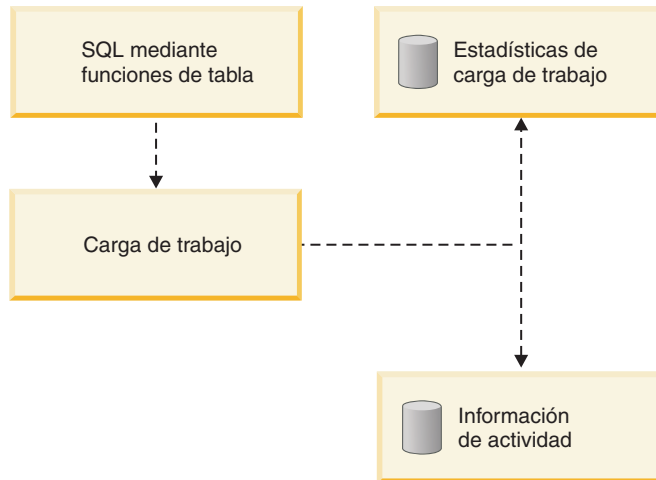 SQL mediante
funciones de tabla
Estadísticas de
carga de trabajo
Carga de trabajo
Información
de actividad